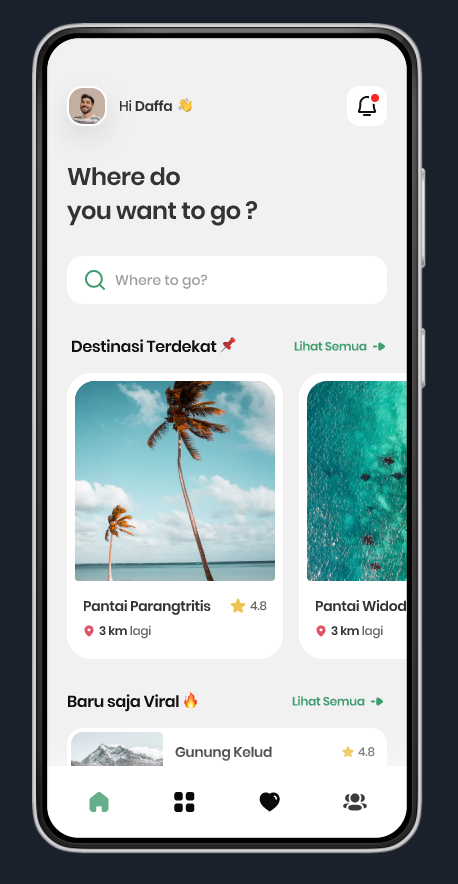 Hi Daffa 👋
Where do
you want to go ?
Where to go?
Destinasi Terdekat 📌
Lihat Semua
Pantai Parangtritis
4.8
3 km lagi
Pantai Widod
3 km lagi
Baru saja Viral 🔥
Lihat Semua
Gunung Kelud
4.8